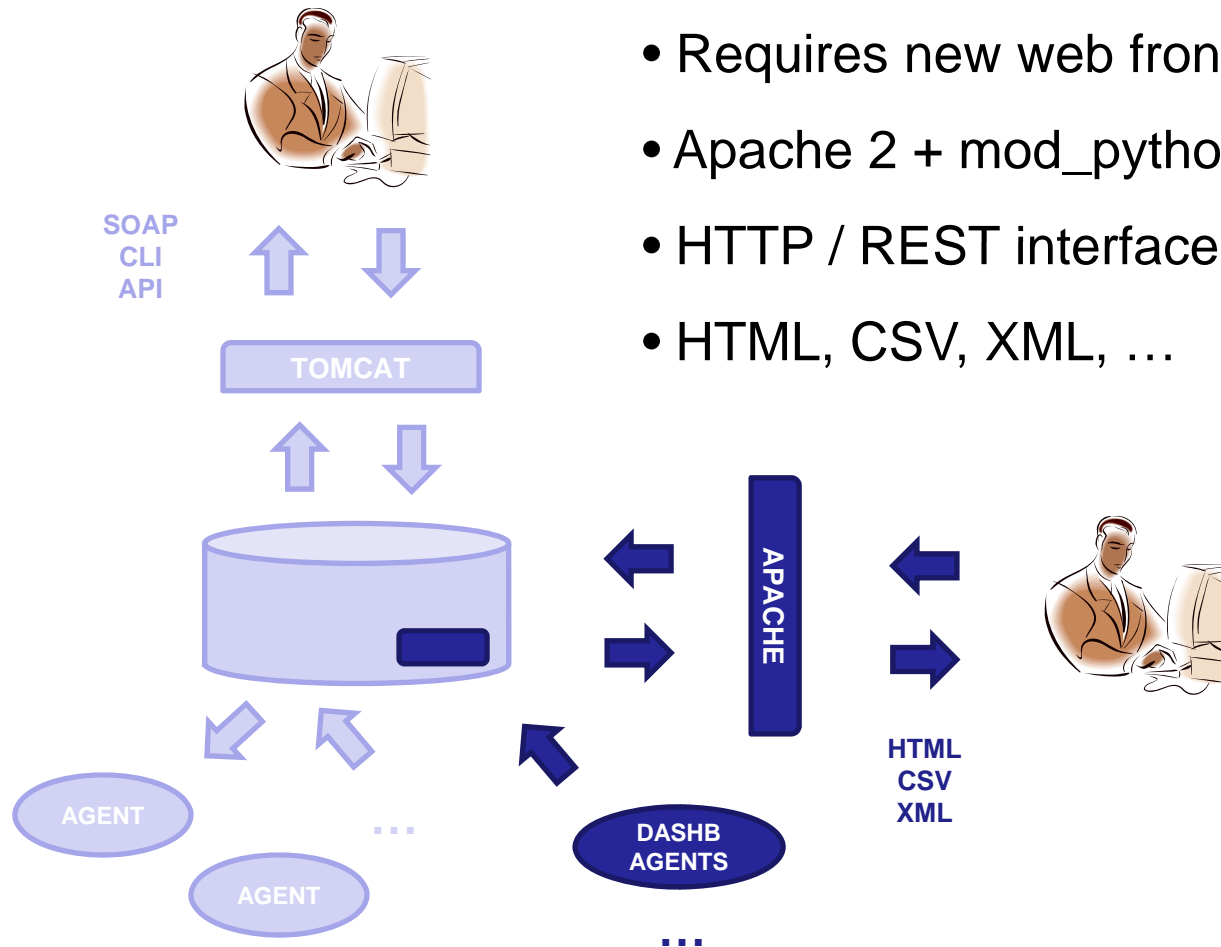 • Requires new web fron
• Apache 2 + mod_pytho
• HTTP / REST interface
• HTML, CSV, XML, …
SOAP
CLI
API
TOMCAT
APACHE
HTML
CSV
XML
AGENT
…
AGENT
DASHB
AGENTS
…